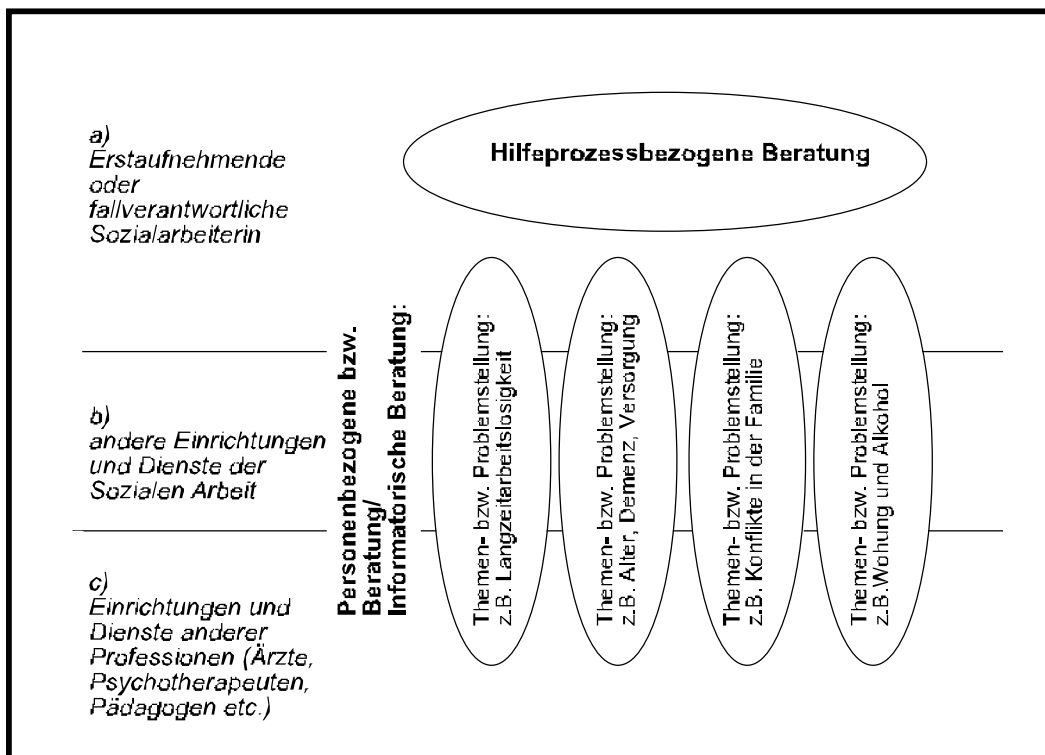 a)
Erstaufnehmende
oder
fallverantwortliche
Sozialarbeiterin
Hilfeprozessbezogene Beratung
b)
andere Einrichtungen
und Dienste der
Sozialen Arbeit
c)
Einrichtungen und
Dienste anderer
Professionen (Ärzte,
Psychotherapeuten,
Pädagogen etc.)
Personenbezogene bzw.
Beratung/
Informatorische Beratung:
Themen- bzw. Problemstellung:
z.B. Langzeitarbeitslosigkeit
Themen- bzw. Problemstellung:
z.B. Alter, Demenz, Versorgung
Themen- bzw. Problemstellung:
z.B. Konflikte in der Familie
Themen- bzw. Problemstellung:
z.B. Wohung und Alkohol